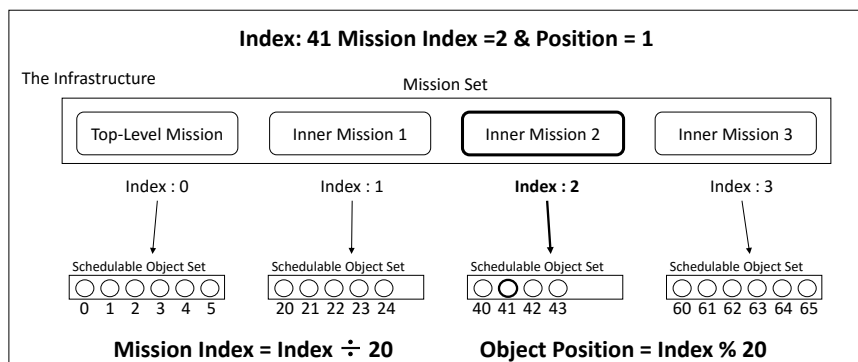 Index: 41 Mission Index =2 & Position = 1
The Infrastructure
Mission Set
Top-Level Mission Inner Mission 1 Inner Mission 2 Inner Mission 3
Index : 0 Index : 1 Index : 2 Index : 3
Schedulable Object Set Schedulable Object Set Schedulable Object Set Schedulable Object Set
0 1 2 3 4 5 20 21 22 23 24 40 41 42 43 60 61 62 63 64 65
Mission Index = Index ÷ 20 Object Position = Index % 20